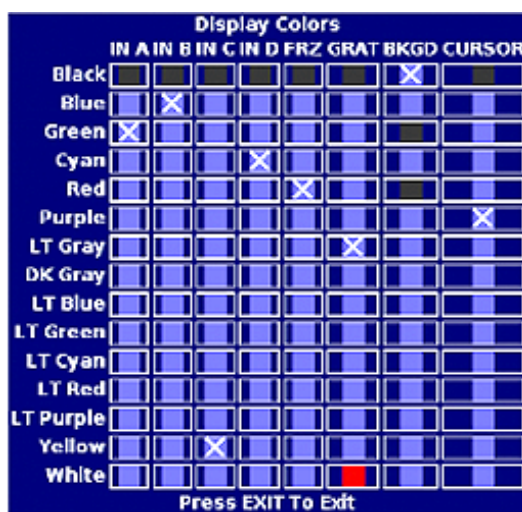 Display Colors
IN A IN B IN C IN D FRZ GRAT BKGD CURSOR
Black
Blue
Green
Cyan
Red
Purple
LT Gray
DK Gray
LT Blue
LT Green
LT Cyan
LT Red
LT Purple
Yellow
White
Press EXIT To Exit